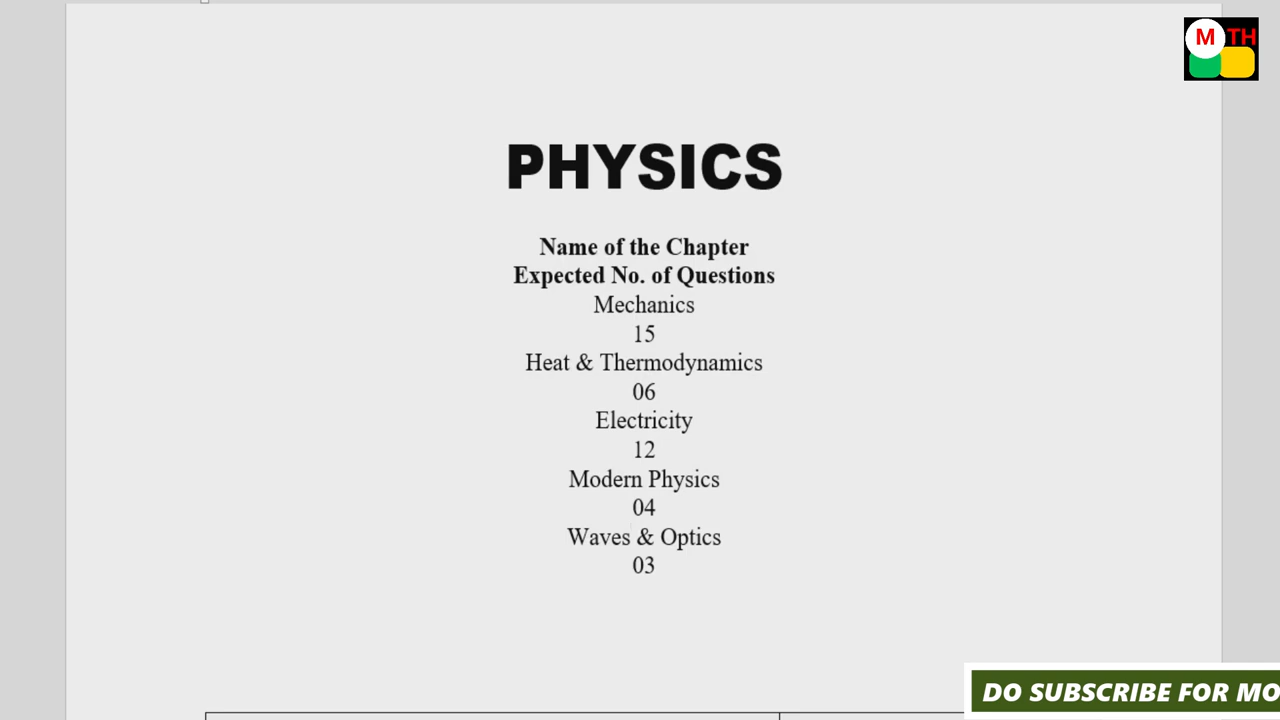 M TH
PHYSICS
Name of the Chapter
Expected No. of Questions
Mechanics
15
Heat & Thermodynamics
06
Electricity
12
Modern Physics
04
Waves & Optics
03
DO SUBSCRIBE FOR MO